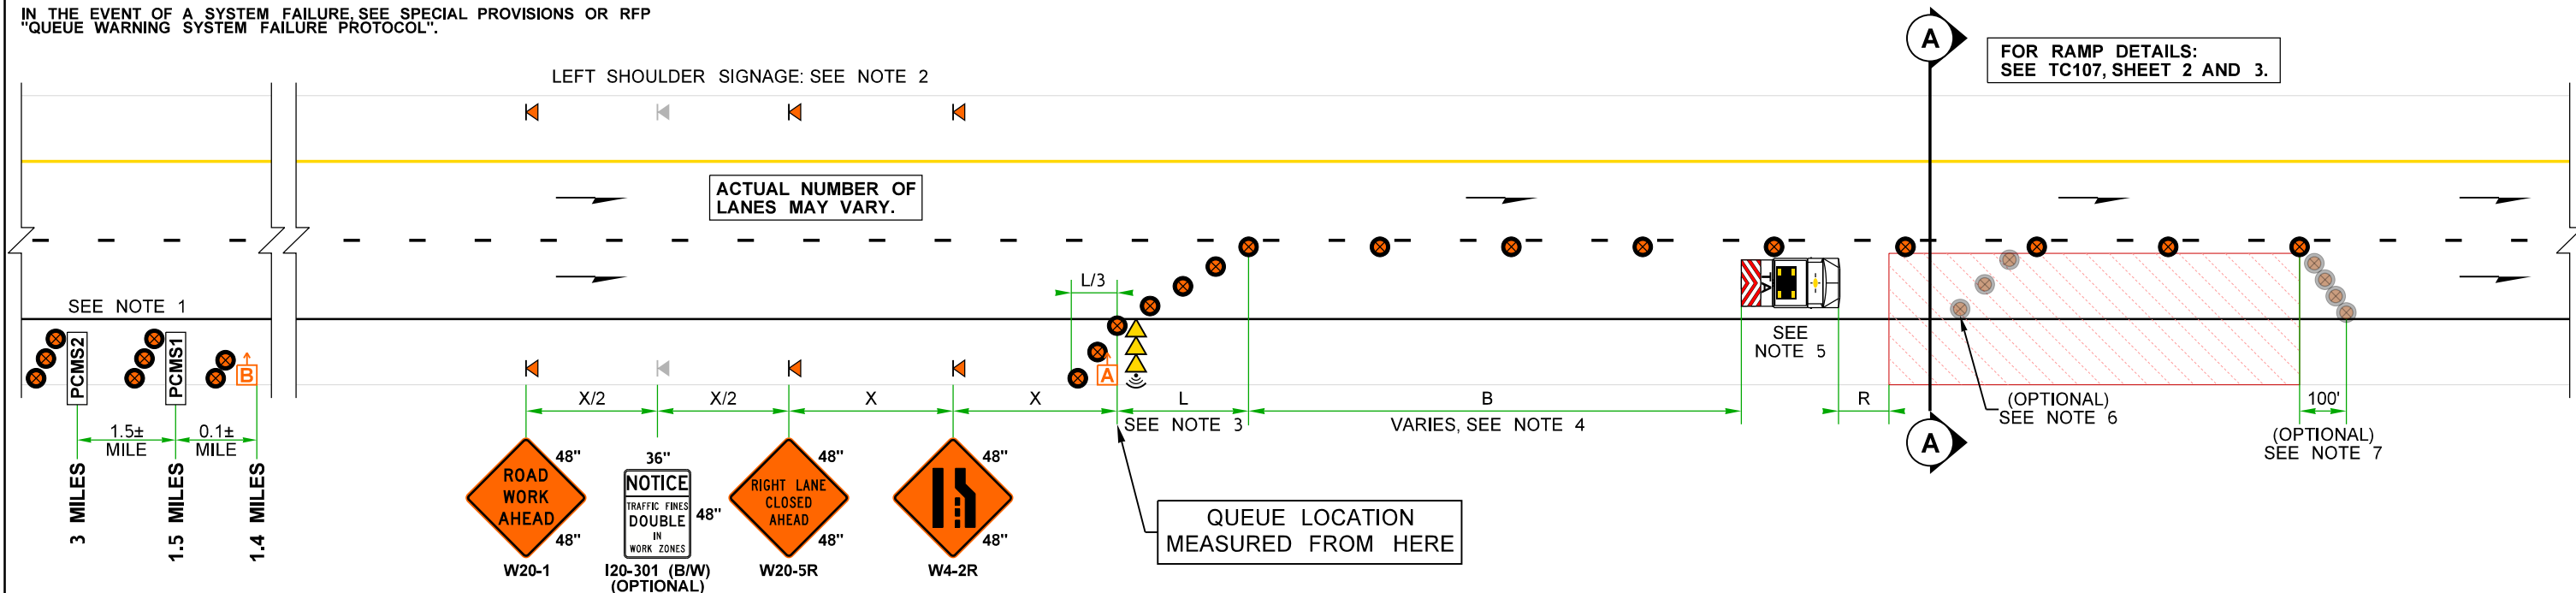 IN THE EVENT OF A SYSTEM FAILURE, SEE SPECIAL PROVISIONS OR RFP
"QUEUE WARNING SYSTEM FAILURE PROTOCOL".
LEFT SHOULDER SIGNAGE: SEE NOTE 2
A
FOR RAMP DETAILS:
SEE TC107, SHEET 2 AND 3.
ACTUAL NUMBER OF
LANES MAY VARY.
SEE NOTE 1
PCMS2
PCMS1
B
L/3
A
TA
SEE
NOTE 5
X/2
X/2
X
X
L
SEE NOTE 3
B
VARIES, SEE NOTE 4
R
(OPTIONAL)
SEE NOTE 6
100'
(OPTIONAL)
SEE NOTE 7
A
1.5±
MILE
0.1±
MILE
3 MILES
1.5 MILES
1.4 MILES
ROAD
WORK
AHEAD
48"
48"
W20-1
36"
NOTICE
TRAFFIC FINES
DOUBLE
IN
WORK ZONES
48"
I20-301 (B/W)
(OPTIONAL)
RIGHT LANE
CLOSED
AHEAD
48"
48"
W20-5R
48"
48"
W4-2R
QUEUE LOCATION
MEASURED FROM HERE